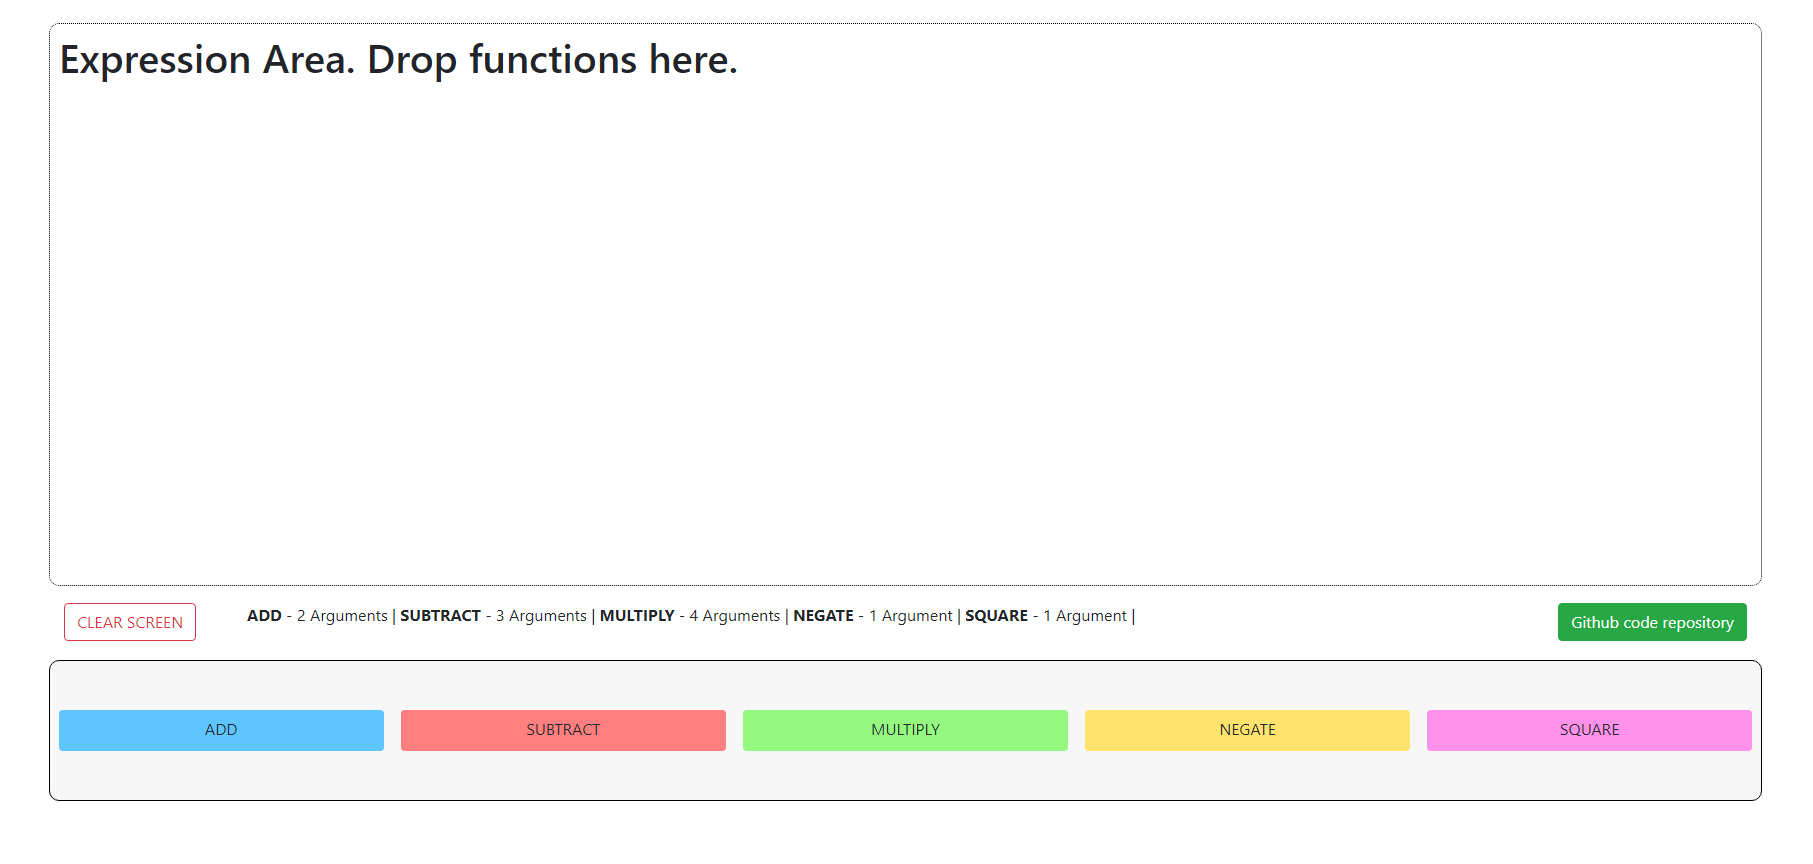 Expression Area. Drop functions here.
CLEAR SCREEN
ADD - 2 Arguments | SUBTRACT - 3 Arguments | MULTIPLY - 4 Arguments | NEGATE - 1 Argument | SQUARE - 1 Argument |
Github code repository
ADD
SUBTRACT
MULTIPLY
NEGATE
SQUARE